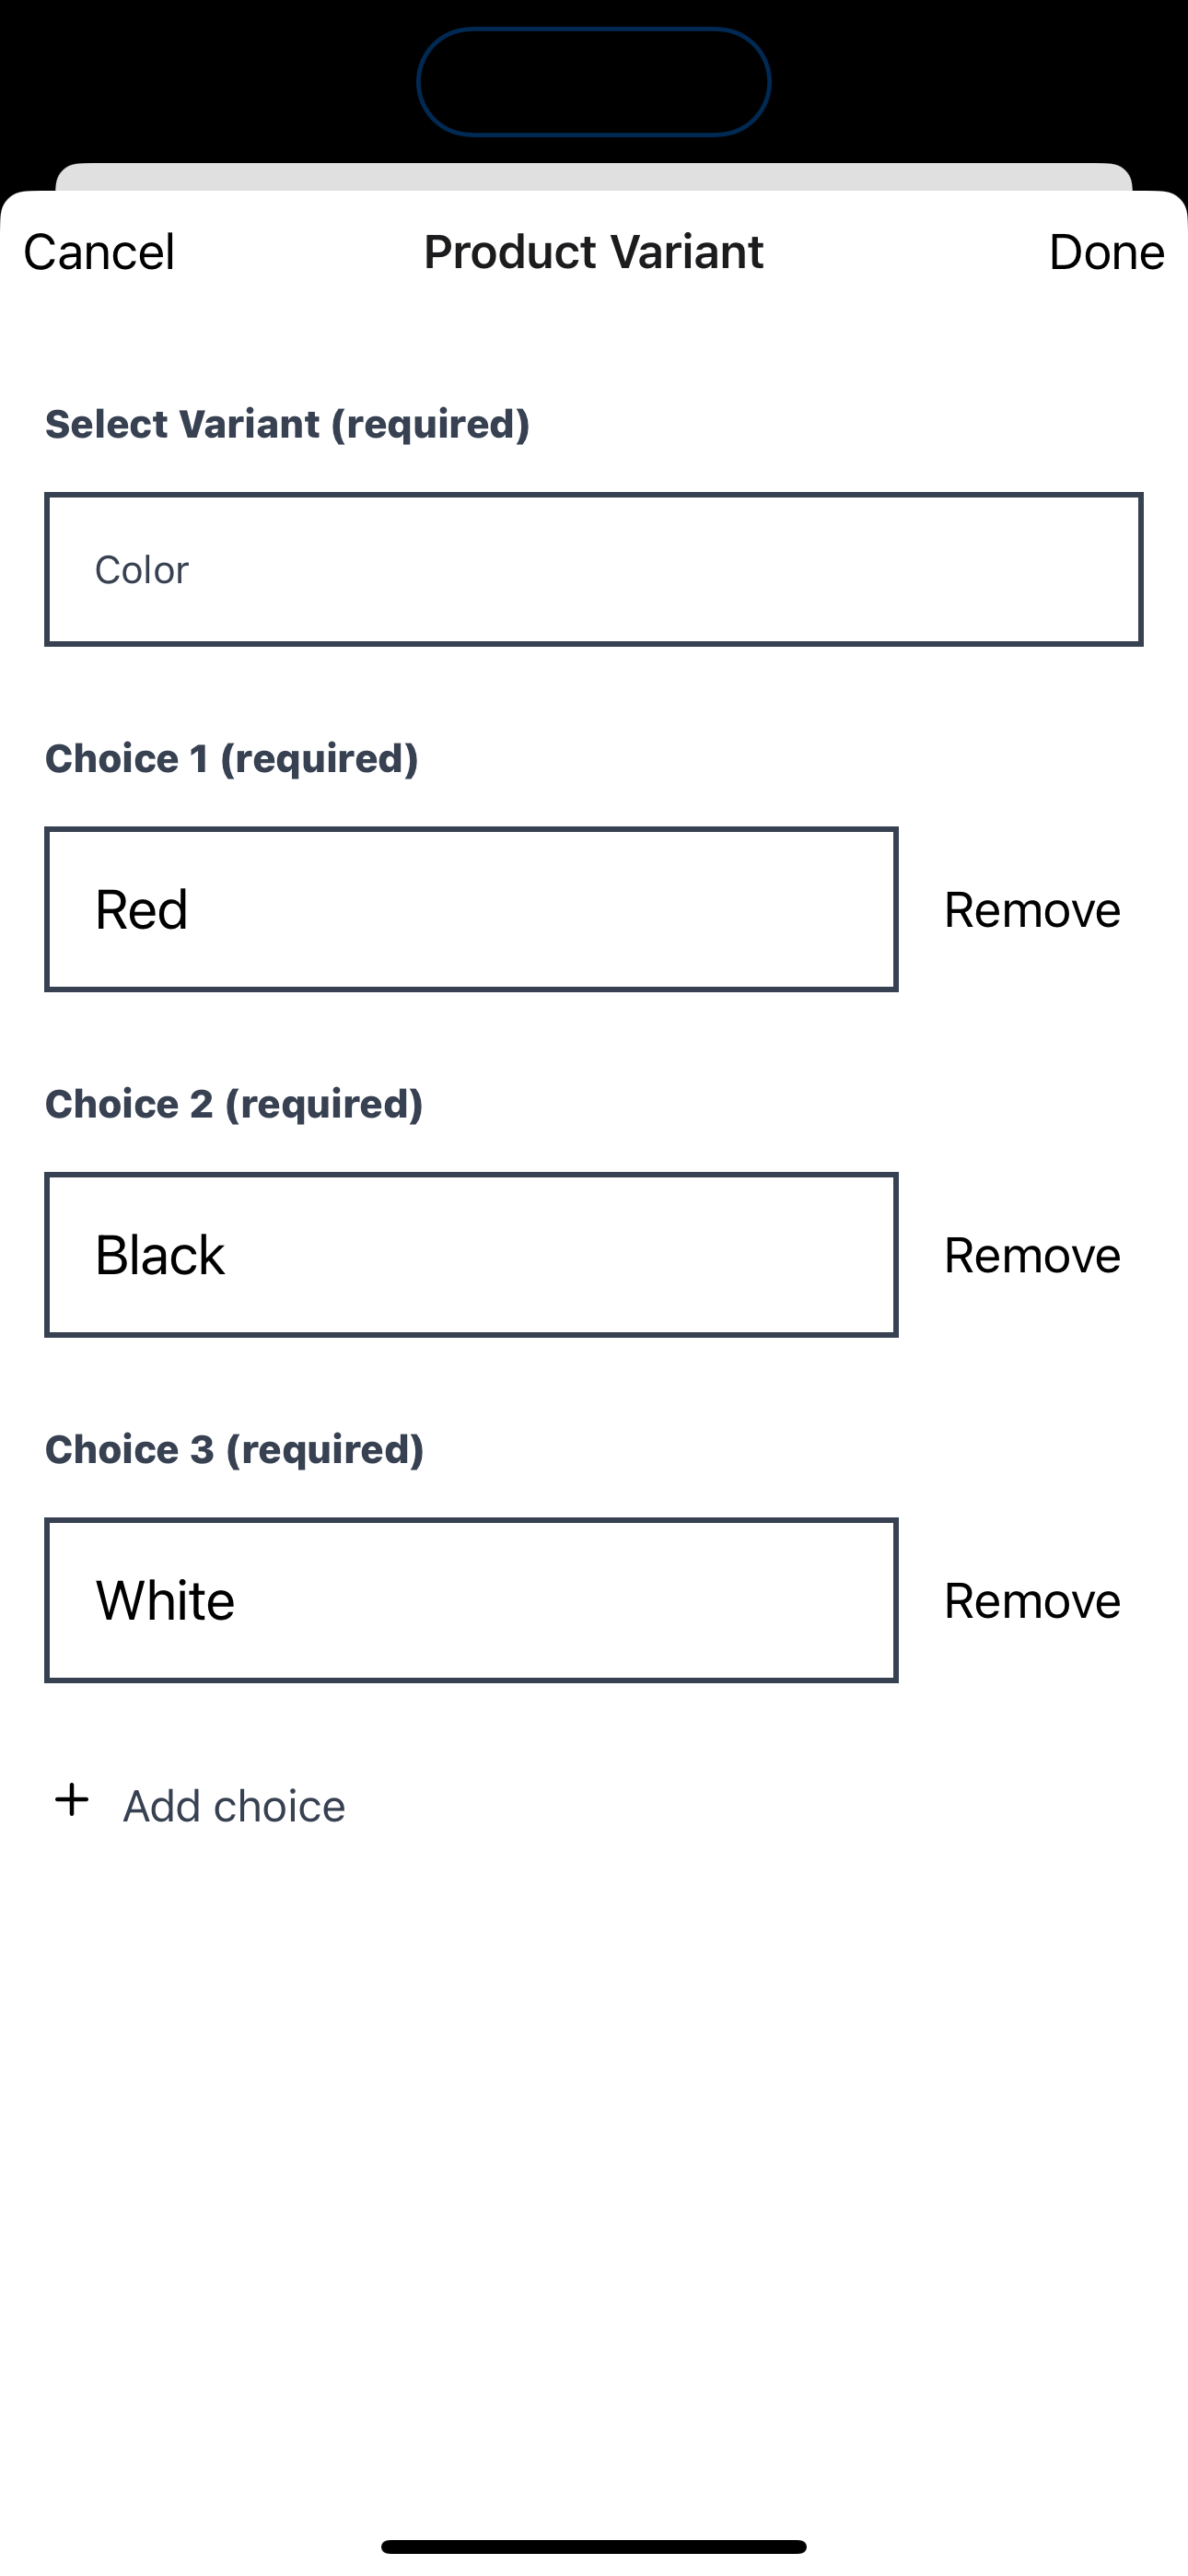 Cancel Product Variant Done
Select Variant (required)
Color
Choice 1 (required)
Red Remove
Choice 2 (required)
Black Remove
Choice 3 (required)
White Remove
+ Add choice